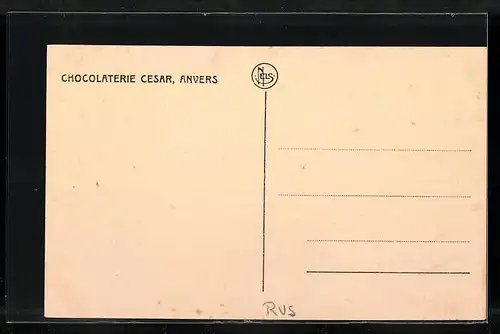 CHOCOLATERIE CESAR, ANVERS
NELS
RUS